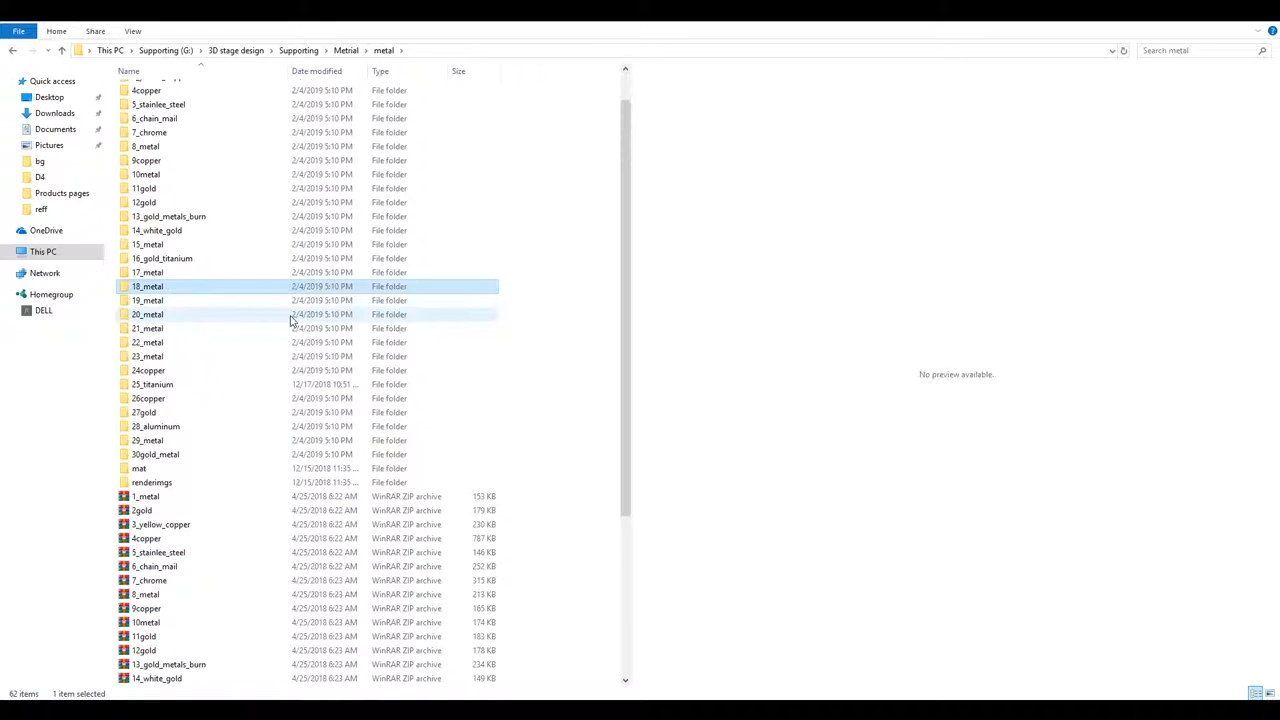 File Home Share View
This PC Supporting (G:) 3D stage design Supporting Metrial metal Search metal
Name Date modified Type Size
Quick access
Desktop
Downloads
Documents
Pictures
bg
D4
Products pages
reff
OneDrive
This PC
Network
Homegroup
DELL
4copper 2/4/2019 5:10 PM File folder
5_stainlee_steel 2/4/2019 5:10 PM File folder
6_chain_mail 2/4/2019 5:10 PM File folder
7_chrome 2/4/2019 5:10 PM File folder
8_metal 2/4/2019 5:10 PM File folder
9copper 2/4/2019 5:10 PM File folder
10metal 2/4/2019 5:10 PM File folder
11gold 2/4/2019 5:10 PM File folder
12gold 2/4/2019 5:10 PM File folder
13_gold_metals_burn 2/4/2019 5:10 PM File folder
14_white_gold 2/4/2019 5:10 PM File folder
15_metal 2/4/2019 5:10 PM File folder
16_gold_titanium 2/4/2019 5:10 PM File folder
17_metal 2/4/2019 5:10 PM File folder
18_metal 2/4/2019 5:10 PM File folder
19_metal 2/4/2019 5:10 PM File folder
20_metal 2/4/2019 5:10 PM File folder
21_metal 2/4/2019 5:10 PM File folder
22_metal 2/4/2019 5:10 PM File folder
23_metal 2/4/2019 5:10 PM File folder
24copper 2/4/2019 5:10 PM File folder
25_titanium 12/17/2018 10:51 ... File folder
26copper 2/4/2019 5:10 PM File folder
27gold 2/4/2019 5:10 PM File folder
28_aluminum 2/4/2019 5:10 PM File folder
29_metal 2/4/2019 5:10 PM File folder
30gold_metal 2/4/2019 5:10 PM File folder
mat 12/15/2018 11:35 ... File folder
renderimgs 12/15/2018 11:35 ... File folder
1_metal 4/25/2018 6:22 AM WinRAR ZIP archive 153 KB
2gold 4/25/2018 6:22 AM WinRAR ZIP archive 179 KB
3_yellow_copper 4/25/2018 6:22 AM WinRAR ZIP archive 230 KB
4copper 4/25/2018 6:22 AM WinRAR ZIP archive 787 KB
5_stainlee_steel 4/25/2018 6:22 AM WinRAR ZIP archive 146 KB
6_chain_mail 4/25/2018 6:22 AM WinRAR ZIP archive 252 KB
7_chrome 4/25/2018 6:23 AM WinRAR ZIP archive 315 KB
8_metal 4/25/2018 6:23 AM WinRAR ZIP archive 213 KB
9copper 4/25/2018 6:23 AM WinRAR ZIP archive 165 KB
10metal 4/25/2018 6:23 AM WinRAR ZIP archive 174 KB
11gold 4/25/2018 6:23 AM WinRAR ZIP archive 183 KB
12gold 4/25/2018 6:23 AM WinRAR ZIP archive 178 KB
13_gold_metals_burn 4/25/2018 6:23 AM WinRAR ZIP archive 234 KB
14_white_gold 4/25/2018 6:23 AM WinRAR ZIP archive 149 KB
No preview available.
62 items 1 item selected